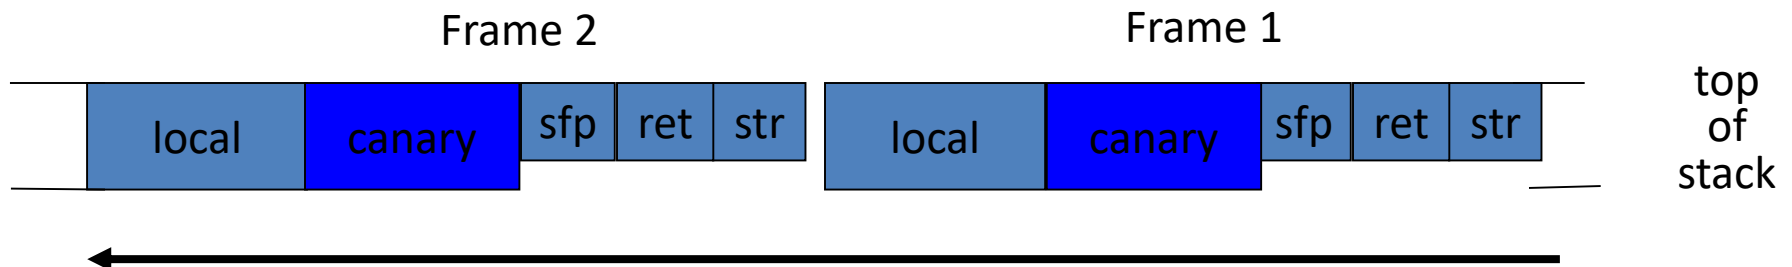 Frame 2
Frame 1
local canary sfp ret str local canary sfp ret str
top
of
stack